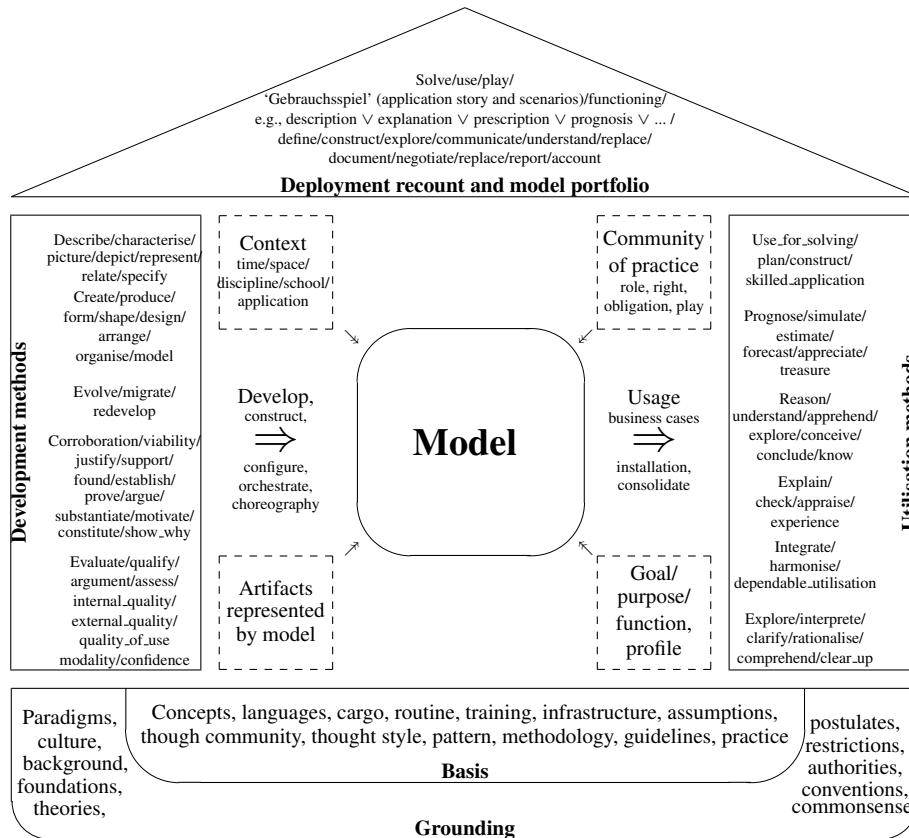 Solve/use/play/
‘Gebrauchsspiel’ (application story and scenarios)/functioning/
e.g., description ∨ explanation ∨ prescription ∨ prognosis ∨ ... /
define/construct/explore/communicate/understand/replace/
document/negotiate/replace/report/account
Deployment recount and model portfolio
Development methods
Describe/characterise/
picture/depict/represent/
relate/specify
Create/produce/
form/shape/design/
arrange/
organise/model
Evolve/migrate/
redevelop
Corroboration/viability/
justify/support/
found/establish/
prove/argue/
substantiate/motivate/
constitute/show_why
Evaluate/qualify/
argument/assess/
internal_quality/
external_quality/
quality_of_use
modality/confidence
Context
time/space/
discipline/school/
application
Develop,
construct,
⇒
configure,
orchestrate,
choreography
Artifacts
represented
by model
Model
Community
of practice
role, right,
obligation, play
Usage
business cases
⇒
installation,
consolidate
Goal/
purpose/
function,
profile
Use_for_solving/
plan/construct/
skilled_application
Prognose/simulate/
estimate/
forecast/appreciate/
treasure
Reason/
understand/apprehend/
explore/conceive/
conclude/know
Explain/
check/appraise/
experience
Integrate/
harmonise/
dependable_utilisation
Explore/interprete/
clarify/rationalise/
comprehend/clear_up
Utilisation methods
Paradigms,
culture,
background,
foundations,
theories,
Concepts, languages, cargo, routine, training, infrastructure, assumptions,
though community, thought style, pattern, methodology, guidelines, practice
Basis
postulates,
restrictions,
authorities,
conventions,
commonsense
Grounding